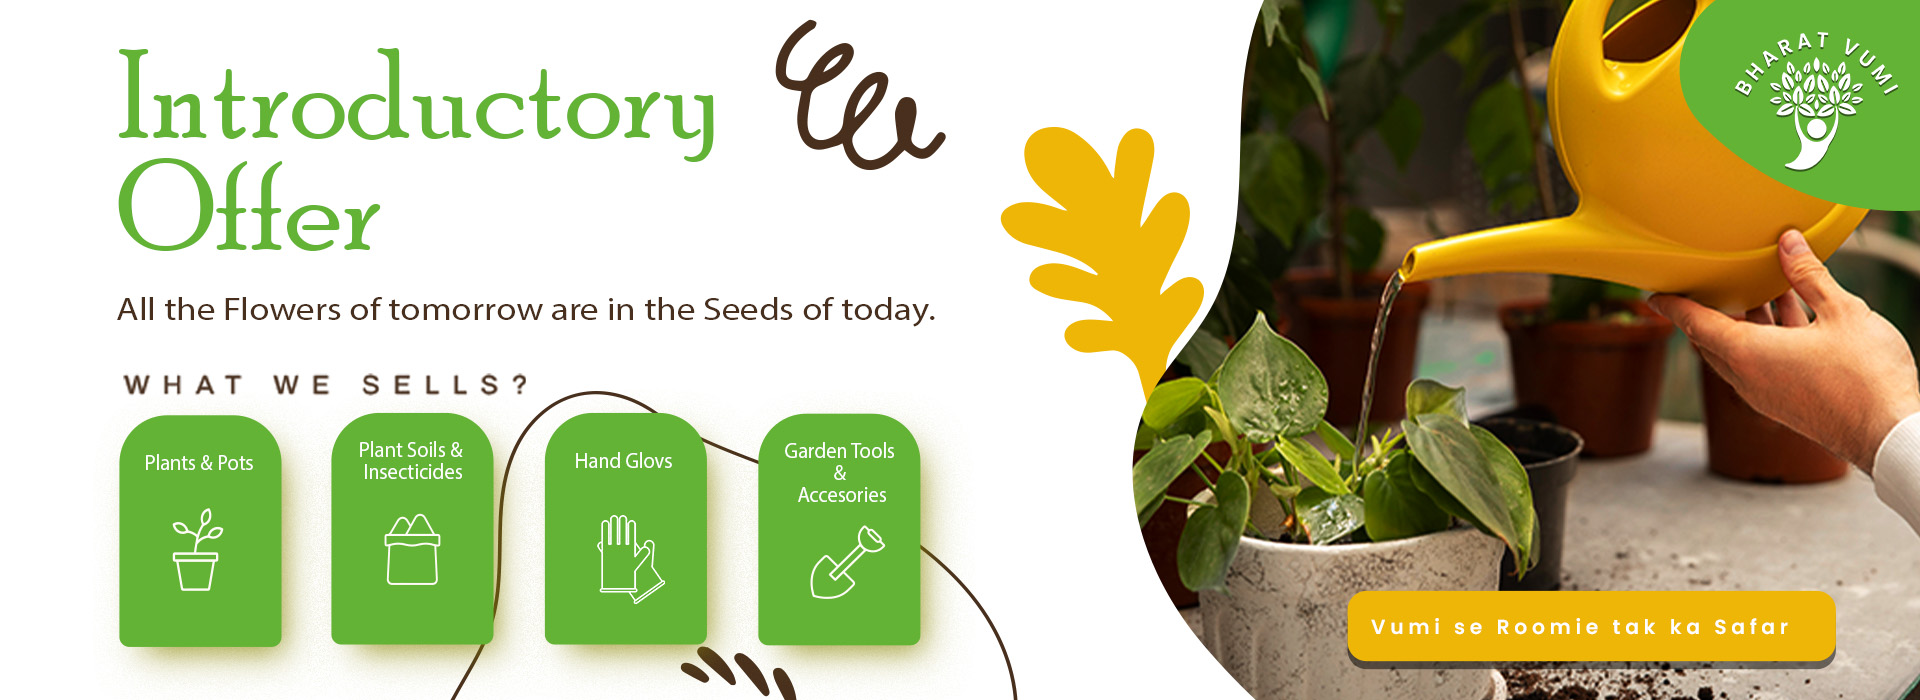 Introductory
Offer
All the Flowers of tomorrow are in the Seeds of today.
WHAT WE SELLS?
Plants & Pots
Plant Soils &
Insecticides
Hand Glovs
Garden Tools
&
Accesories
BHARAT VUMI
Vumi se Roomie tak ka Safar